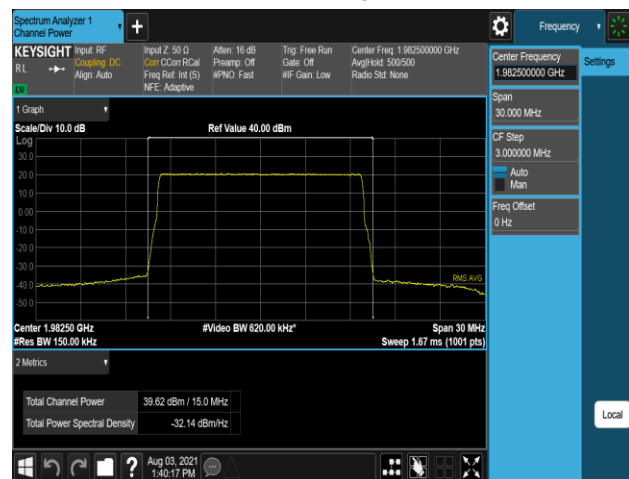 Spectrum Analyzer 1
Channel Power
Frequency
KEYSIGHT Input: RF
RL
Coupling: DC
Align: Auto
LW
Input Z: 50 Ω
Corr CCorr RCal
Freq Ref: Int (S)
NFE: Adaptive
Atten: 16 dB
Preamp: Off
#PNO: Fast
Trig: Free Run
Gate: Off
#IF Gain: Low
Center Freq: 1.982500000 GHz
Avg|Hold: 500/500
Radio Std: None
Center Frequency
1.982500000 GHz
Settings
Span
30.000 MHz
CF Step
3.000000 MHz
Auto
Man
Freq Offset
0 Hz
1 Graph
Scale/Div 10.0 dB
Ref Value 40.00 dBm
Log
30.0
20.0
10.0
0.00
-10.0
-20.0
-30.0
-40.0
-50.0
RMS AVG
Center 1.98250 GHz
#Video BW 620.00 kHz*
Span 30 MHz
#Res BW 150.00 kHz
Sweep 1.67 ms (1001 pts)
2 Metrics
Total Channel Power 39.62 dBm / 15.0 MHz
Total Power Spectral Density -32.14 dBm/Hz
Local
? Aug 03, 2021
1:40:17 PM